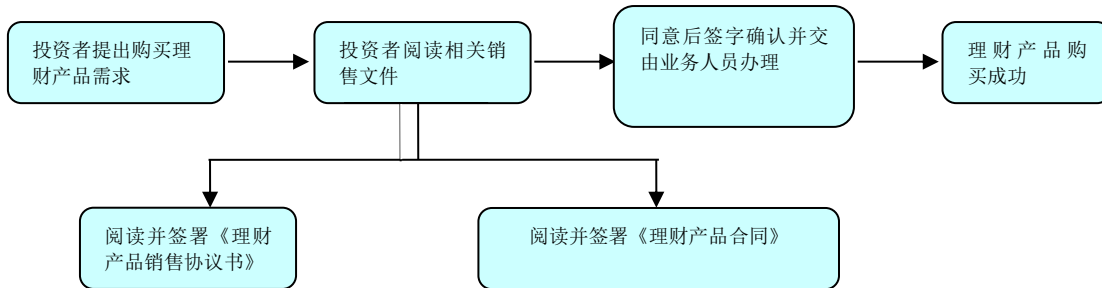 投资者提出购买理
财产品需求
投资者阅读相关销
售文件
同意后签字确认并交
由业务人员办理
理财产品购
买成功
阅读并签署《理财
产品销售协议书》
阅读并签署《理财产品合同》